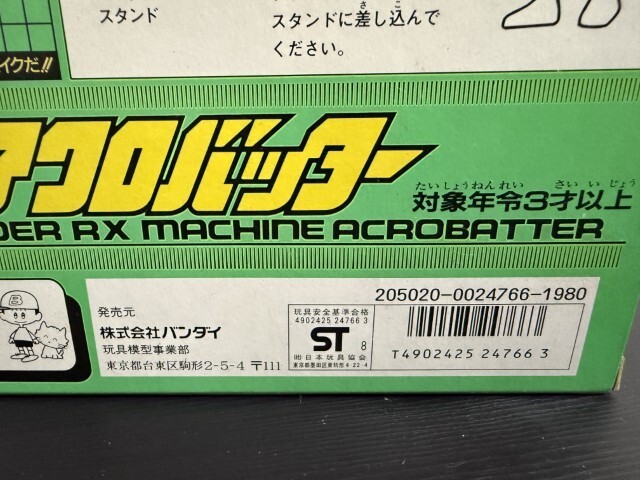 スタンド
スタンドに差し込んで
ください。
イクだ!!
アクロバッター
たいしょうねんれい さいいじょう
対象年令3才以上
DER RX MACHINE ACROBATTER
発売元
株式会社バンダイ
玩具模型事業部
東京都台東区駒形2-5-4 〒111
玩具安全基準合格
4902425 24766 3
ST 8
㈳日本玩具協会
205020-0024766-1980
T4902425 24766 3
B